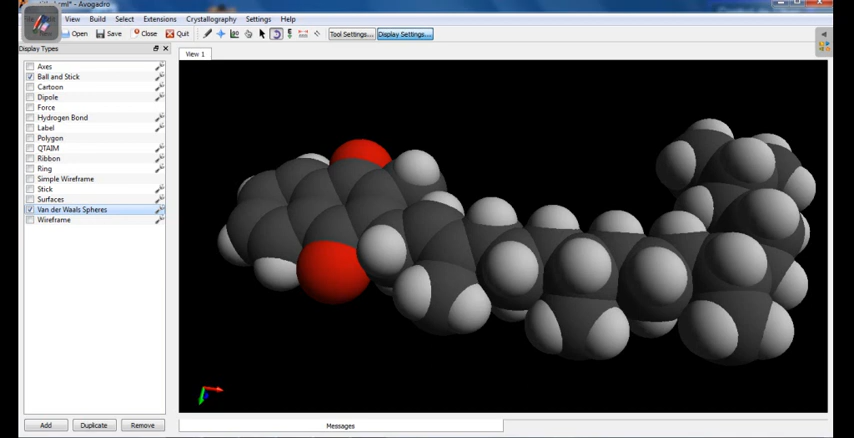 Avogadro
View Build Select Extensions Crystallography Settings Help
Open Save Close Quit Tool Settings... Display Settings...
Display Types
View 1
Axes
Ball and Stick
Cartoon
Dipole
Force
Hydrogen Bond
Label
Polygon
QTAIM
Ribbon
Ring
Simple Wireframe
Stick
Surfaces
Van der Waals Spheres
Wireframe
Add Duplicate Remove
Messages